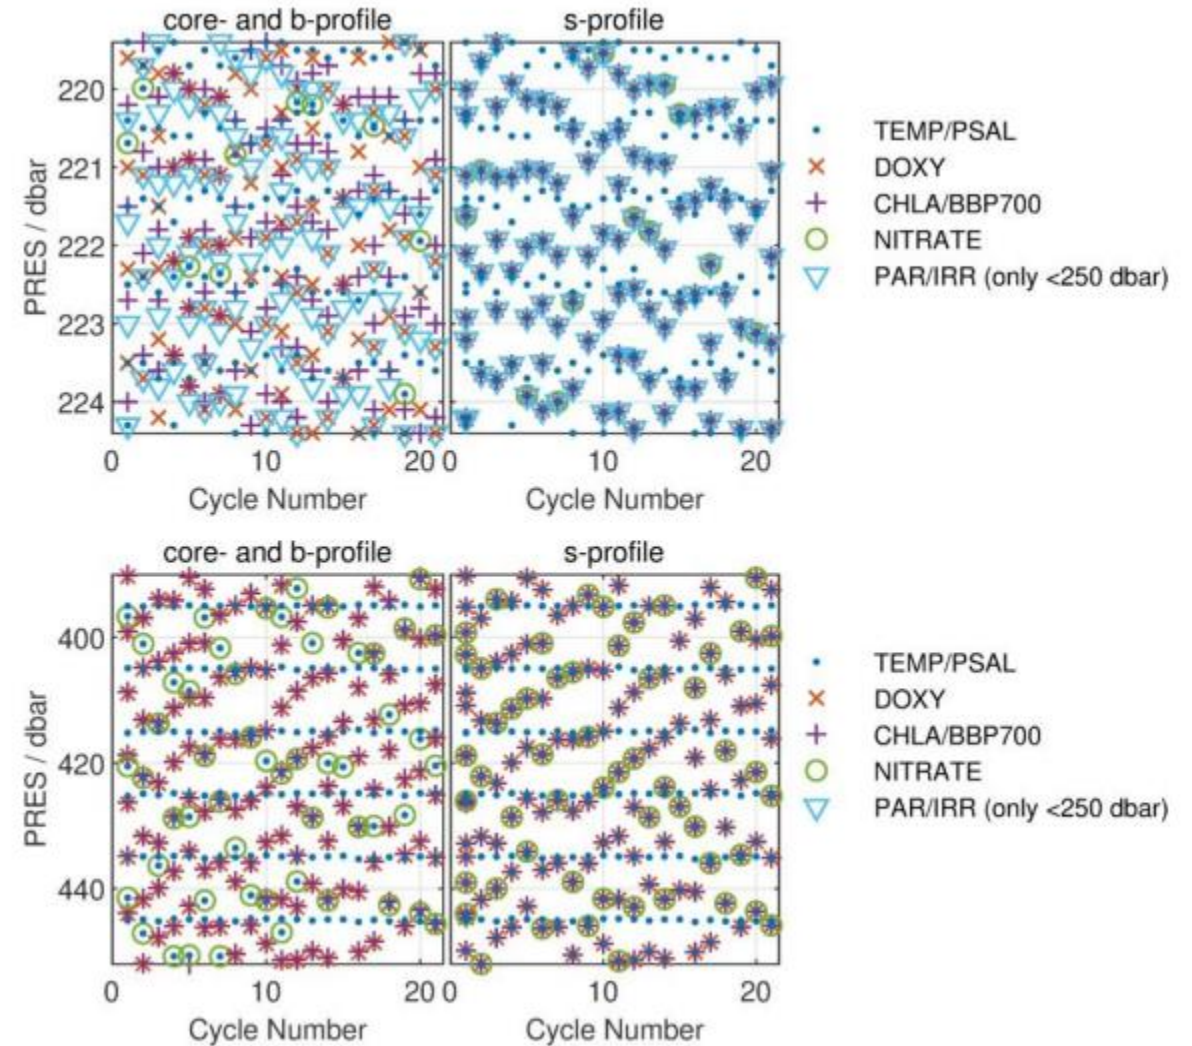 core- and b-profile
s-profile
220
221
222
223
224
PRES / dbar
0
10
20
0
10
20
Cycle Number
Cycle Number
TEMP/PSAL
DOXY
CHLA/BBP700
NITRATE
PAR/IRR (only <250 dbar)
core- and b-profile
s-profile
400
420
440
PRES / dbar
0
10
20
0
10
20
Cycle Number
Cycle Number
TEMP/PSAL
DOXY
CHLA/BBP700
NITRATE
PAR/IRR (only <250 dbar)